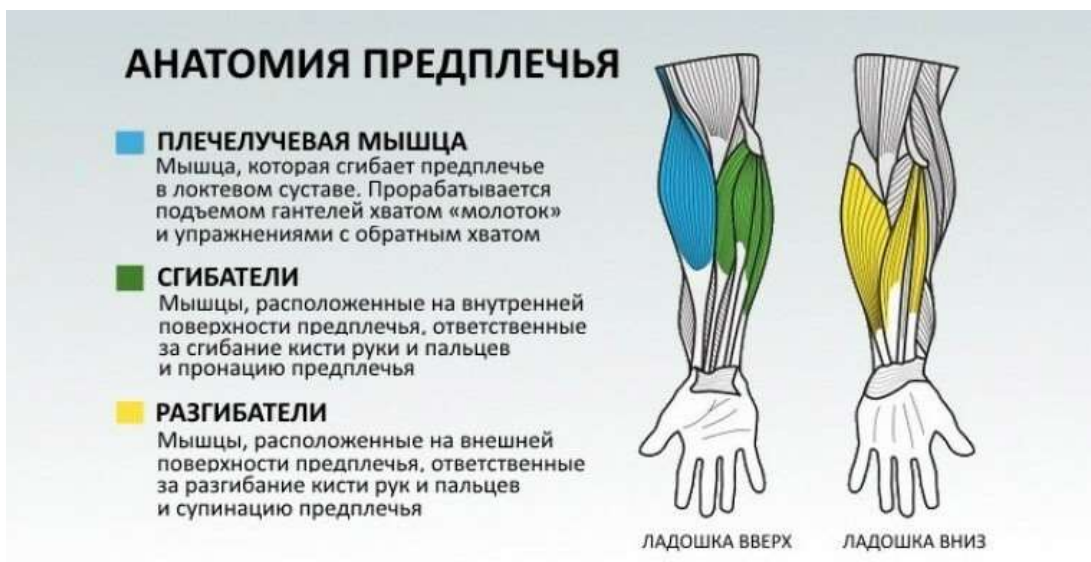 АНАТОМИЯ ПРЕДПЛЕЧЬЯ
ПЛЕЧЕЛУЧЕВАЯ МЫШЦА
Мышца, которая сгибает предплечье
в локтевом суставе. Прорабатывается
подъемом гантелей хватом «молоток»
и упражнениями с обратным хватом
СГИБАТЕЛИ
Мышцы, расположенные на внутренней
поверхности предплечья, ответственные
за сгибание кисти руки и пальцев
и пронацию предплечья
РАЗГИБАТЕЛИ
Мышцы, расположенные на внешней
поверхности предплечья, ответственные
за разгибание кисти рук и пальцев
и супинацию предплечья
ЛАДОШКА ВВЕРХ
ЛАДОШКА ВНИЗ